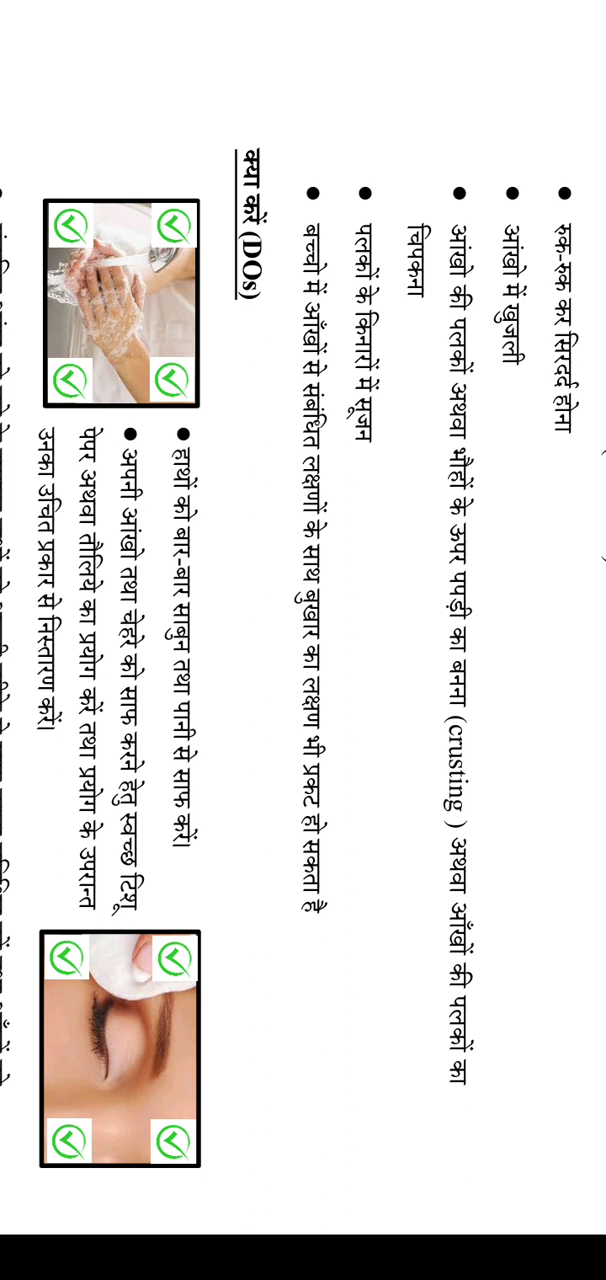 • रुक-रुक कर सिरदर्द होना
• आंखो में खुजली
• आंखो की पलकों अथवा भौहों के ऊपर पपड़ी का बनना (crusting ) अथवा आँखों की पलकों का
चिपकना
• पलकों के किनारों में सूजन
• बच्चो में आँखों से संबंधित लक्षणों के साथ बुखार का लक्षण भी प्रकट हो सकता है
क्या करें (DOs)
• हाथों को बार-बार साबुन तथा पानी से साफ करें।
• अपनी आंखो तथा चेहरे को साफ करने हेतु स्वच्छ टिशू
पेपर अथवा तौलिये का प्रयोग करें तथा प्रयोग के उपरान्त
उनका उचित प्रकार से निस्तारण करें।